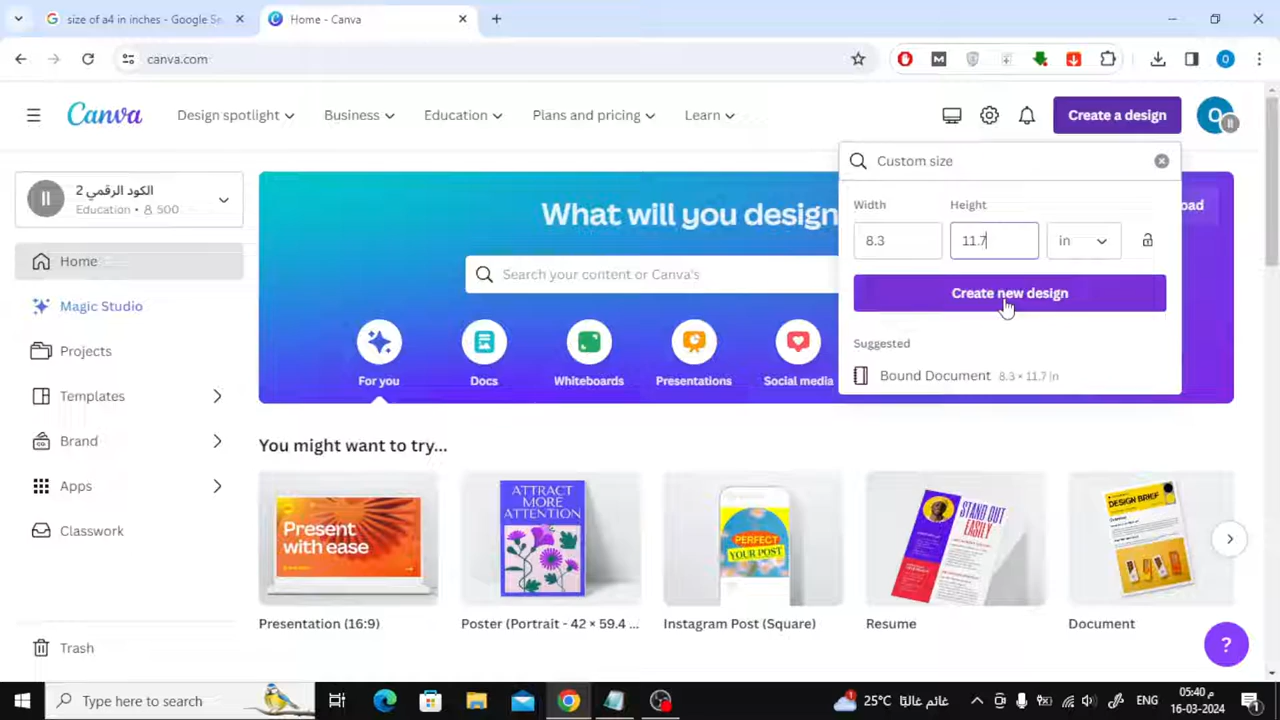 size of a4 in inches - Google Se
Home - Canva
canva.com
Canva
Design spotlight
Business
Education
Plans and pricing
Learn
Create a design
O
الكود الرقمي 2
Education • 500
Home
Magic Studio
Projects
Templates
Brand
Apps
Classwork
Trash
What will you design
Search your content or Canva's
For you
Docs
Whiteboards
Presentations
Social media
Custom size
Width
Height
8.3
11.7
in
Create new design
Suggested
Bound Document 8.3 × 11.7 in
You might want to try...
Present
with ease
ATTRACT
MORE
ATTENTION
PERFECT
YOUR POST
STAND OUT
EASILY
DESIGN BRIEF
Presentation (16:9)
Poster (Portrait - 42 × 59.4 ...
Instagram Post (Square)
Resume
Document
?
Type here to search
25°C غائم غالبًا
ENG
05:40 م
16-03-2024